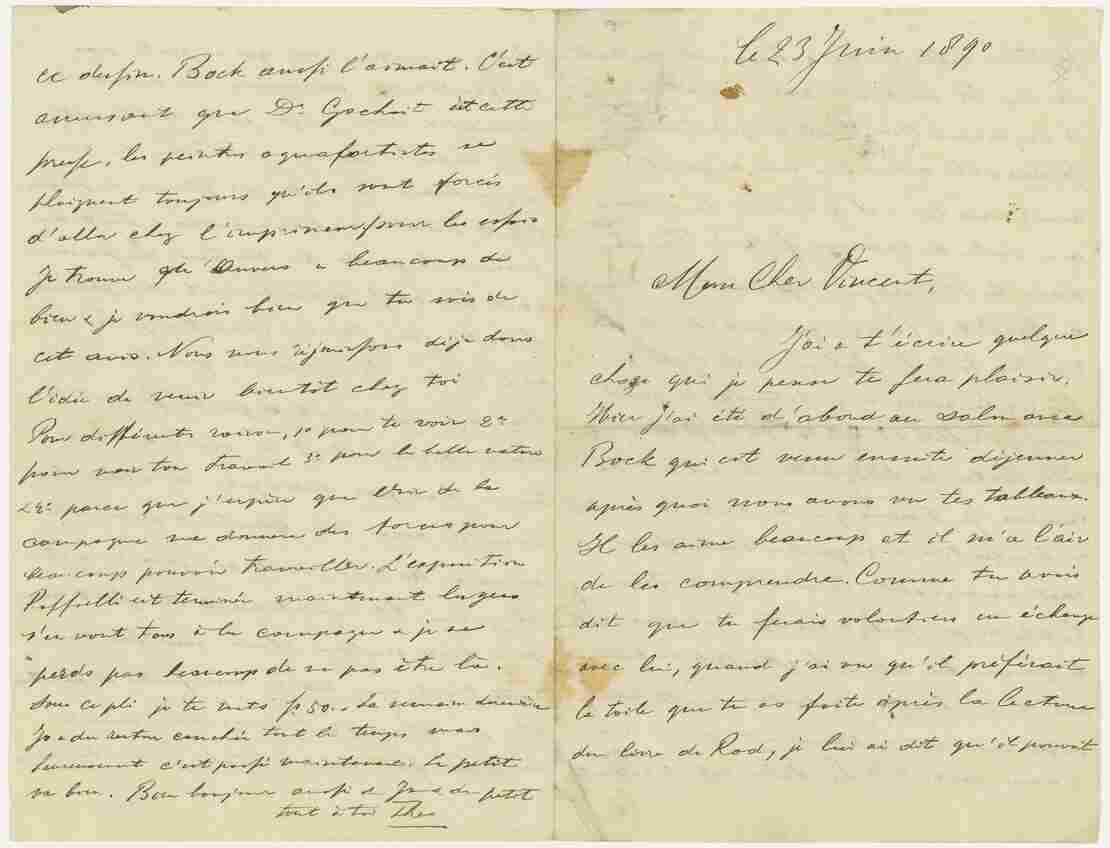 le 23 Juin 1890
Mon Cher Vincent,
J'ai a t'écrire quelque
chose qui je pense te fera plaisir.
Hier j'ai été d'abord au salon avec
Bock qui est venu ensuite déjeuner
après quoi nous avons vu tes tableaux.
Il les aime beaucoup et il m'a l'air
de les comprendre. Comme tu avais
dit que tu ferais volontiers un échange
avec lui, quand j'ai vu qu'il préférait
la toile que tu as faite après la lecture
du livre de Rod, je lui ai dit qu'il pouvait
ce dessin. Bock aussi l'aimait. C'est
amusant que Dr. Gachet ait cette
presse, les peintres aquafortistes se
plaignent toujours qu'ils sont forcés
d'aller chez l'imprimeur pour les essais
Je trouve qu'Auvers a beaucoup de
bien & je voudrais bien que tu sois de
cet avis. Nous nous réjouissons déjà dans
l'idée de venir bientôt chez toi
Pour différents raison, 1o pour te voir 2o
pour voir ton travail 3o pour la belle nature
& 4o parce que j'espère que l'air de la
campagne me donnera des forces pour
beaucoup pouvoir travailler. L'exposition
Raffaëlli est terminée maintenant les gens
s'en vont tous à la campagne & je ne
perds pas beaucoup de ne pas être là.
Sous ce pli je te mets fr 50.- La semaine dernière
Jo a du rester couchée tout le temps mais
heureusement c'est passé maintenant. le petit
va bien. Bien bonjour aussi de Jo & du petit
tout à toi Theo